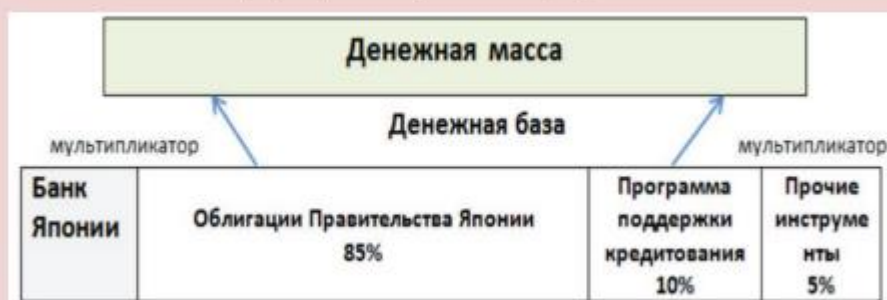 Денежная масса
Денежная база
мультипликатор
мультипликатор
Банк
Японии
Облигации Правительства Японии
85%
Программа
поддержки
кредитования
10%
Прочие
инструме
нты
5%